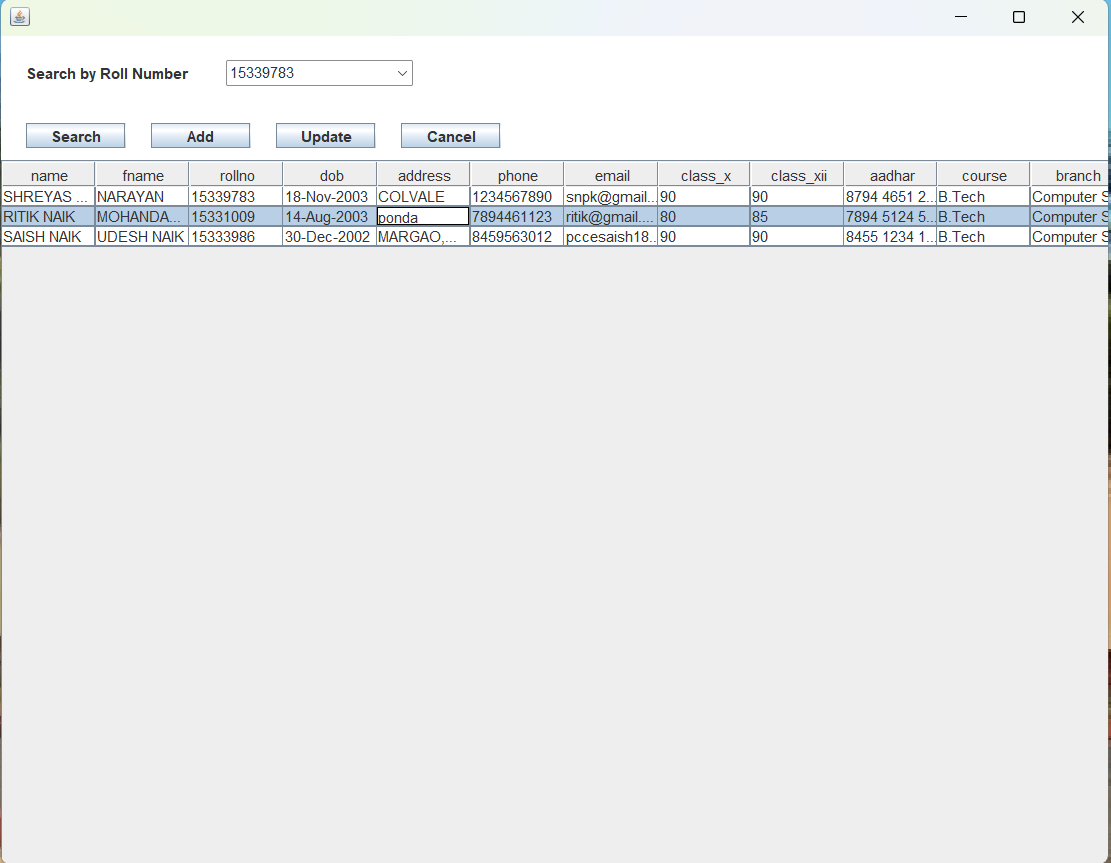 Search by Roll Number 15339783
Search Add Update Cancel
name fname rollno dob address phone email class_x class_xii aadhar course branch
SHREYAS ... NARAYAN 15339783 18-Nov-2003 COLVALE 1234567890 snpk@gmail... 90 90 8794 4651 2... B.Tech Computer S
RITIK NAIK MOHANDA... 15331009 14-Aug-2003 ponda 7894461123 ritik@gmail.... 80 85 7894 5124 5... B.Tech Computer S
SAISH NAIK UDESH NAIK 15333986 30-Dec-2002 MARGAO,... 8459563012 pccesaish18... 90 90 8455 1234 1... B.Tech Computer S